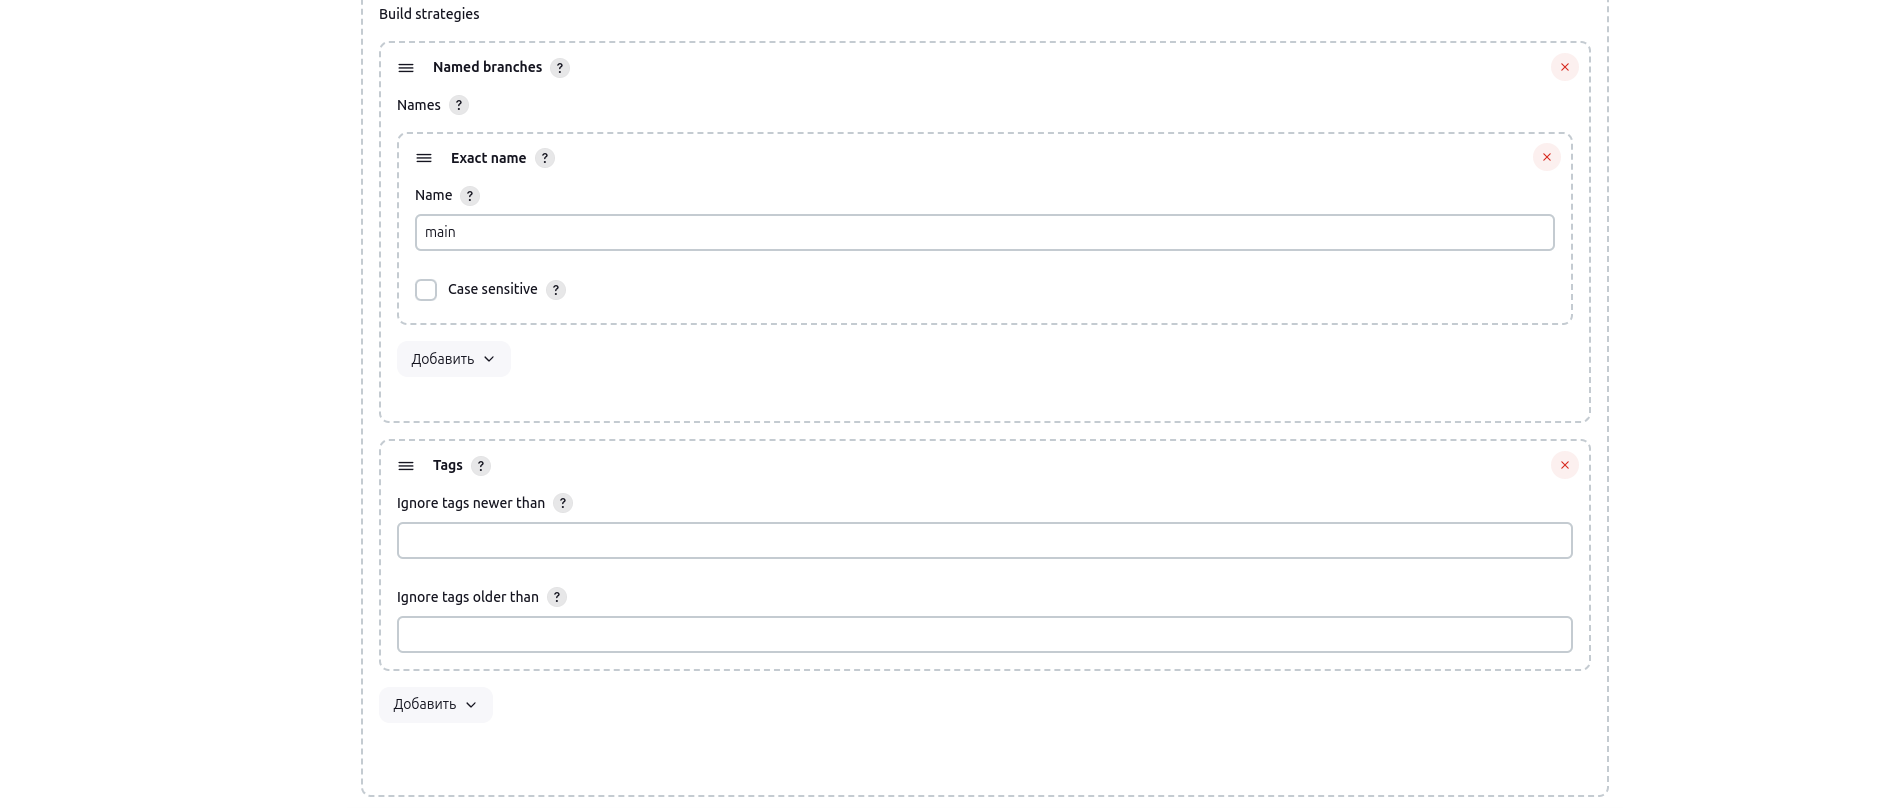 Build strategies
Named branches ?
Names ?
Exact name ?
Name ?
main
Case sensitive ?
Добавить
Tags ?
Ignore tags newer than ?
Ignore tags older than ?
Добавить